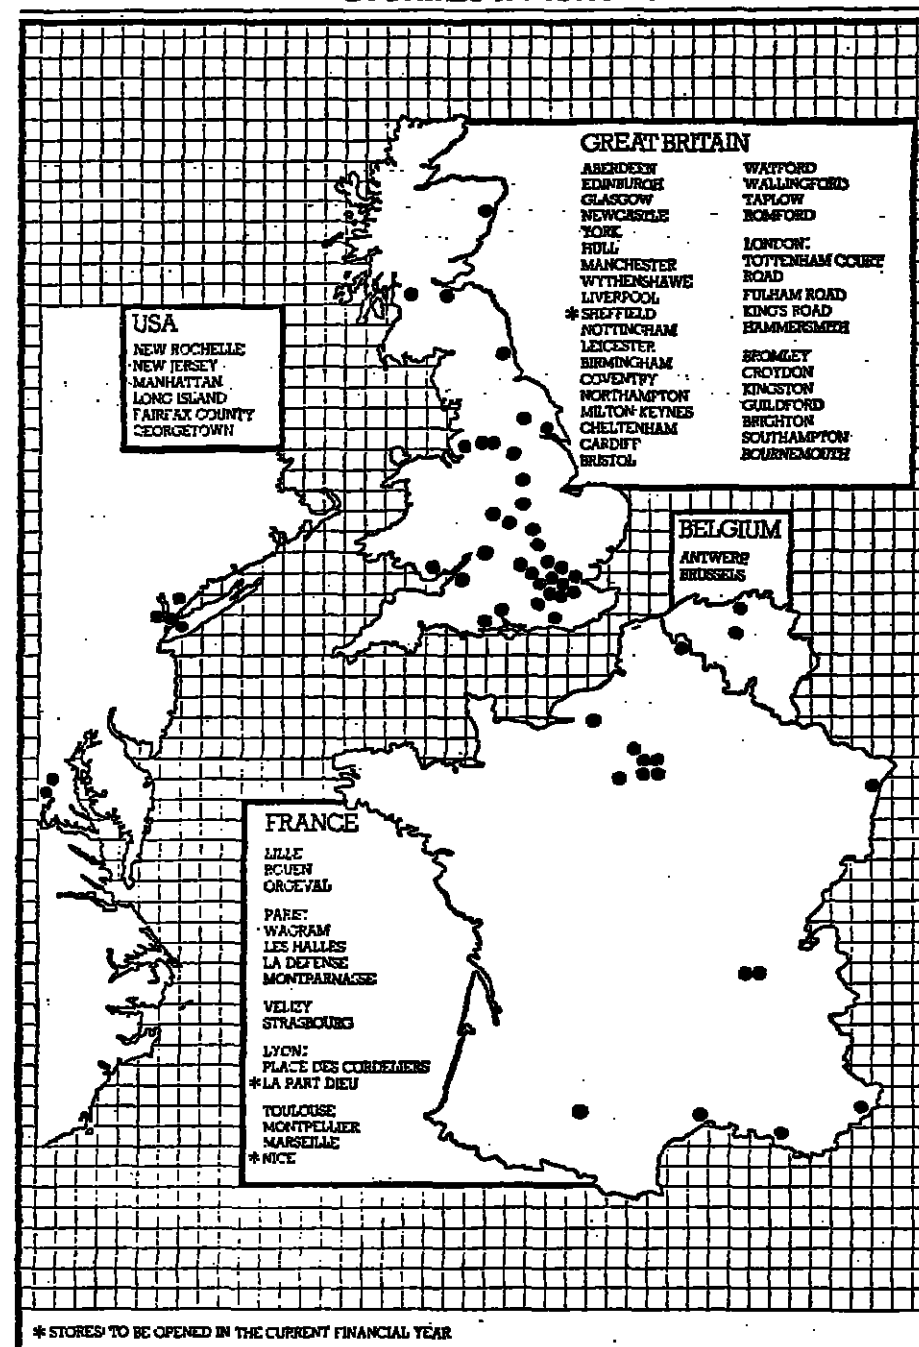 GREAT BRITAIN
ABERDEEN
EDINBURGH
GLASGOW
NEWCASTLE
YORK
HULL
MANCHESTER
WYTHENSHAWE
LIVERPOOL
* SHEFFIELD
NOTTINGHAM
LEICESTER
BIRMINGHAM
COVENTRY
NORTHAMPTON
MILTON KEYNES
CHELTENHAM
CARDIFF
BRISTOL
WATFORD
WALLINGFORD
TAPLOW
ROMFORD
LONDON:
TOTTENHAM COURT
ROAD
FULHAM ROAD
KING'S ROAD
HAMMERSMITH
BROMLEY
CROYDON
KINGSTON
GUILDFORD
BRIGHTON
SOUTHAMPTON
BOURNEMOUTH
USA
NEW ROCHELLE
NEW JERSEY
MANHATTAN
LONG ISLAND
FAIRFAX COUNTY
GEORGETOWN
BELGIUM
ANTWERP
BRUSSELS
FRANCE
LILLE
ROUEN
ORGEVAL
PARIS:
WAGRAM
LES HALLES
LA DEFENSE
MONTPARNASSE
VELIZY
STRASBOURG
LYON:
PLACE DES CORDELIERS
* LA PART DIEU
TOULOUSE
MONTPELLIER
MARSEILLE
* NICE
* STORES TO BE OPENED IN THE CURRENT FINANCIAL YEAR